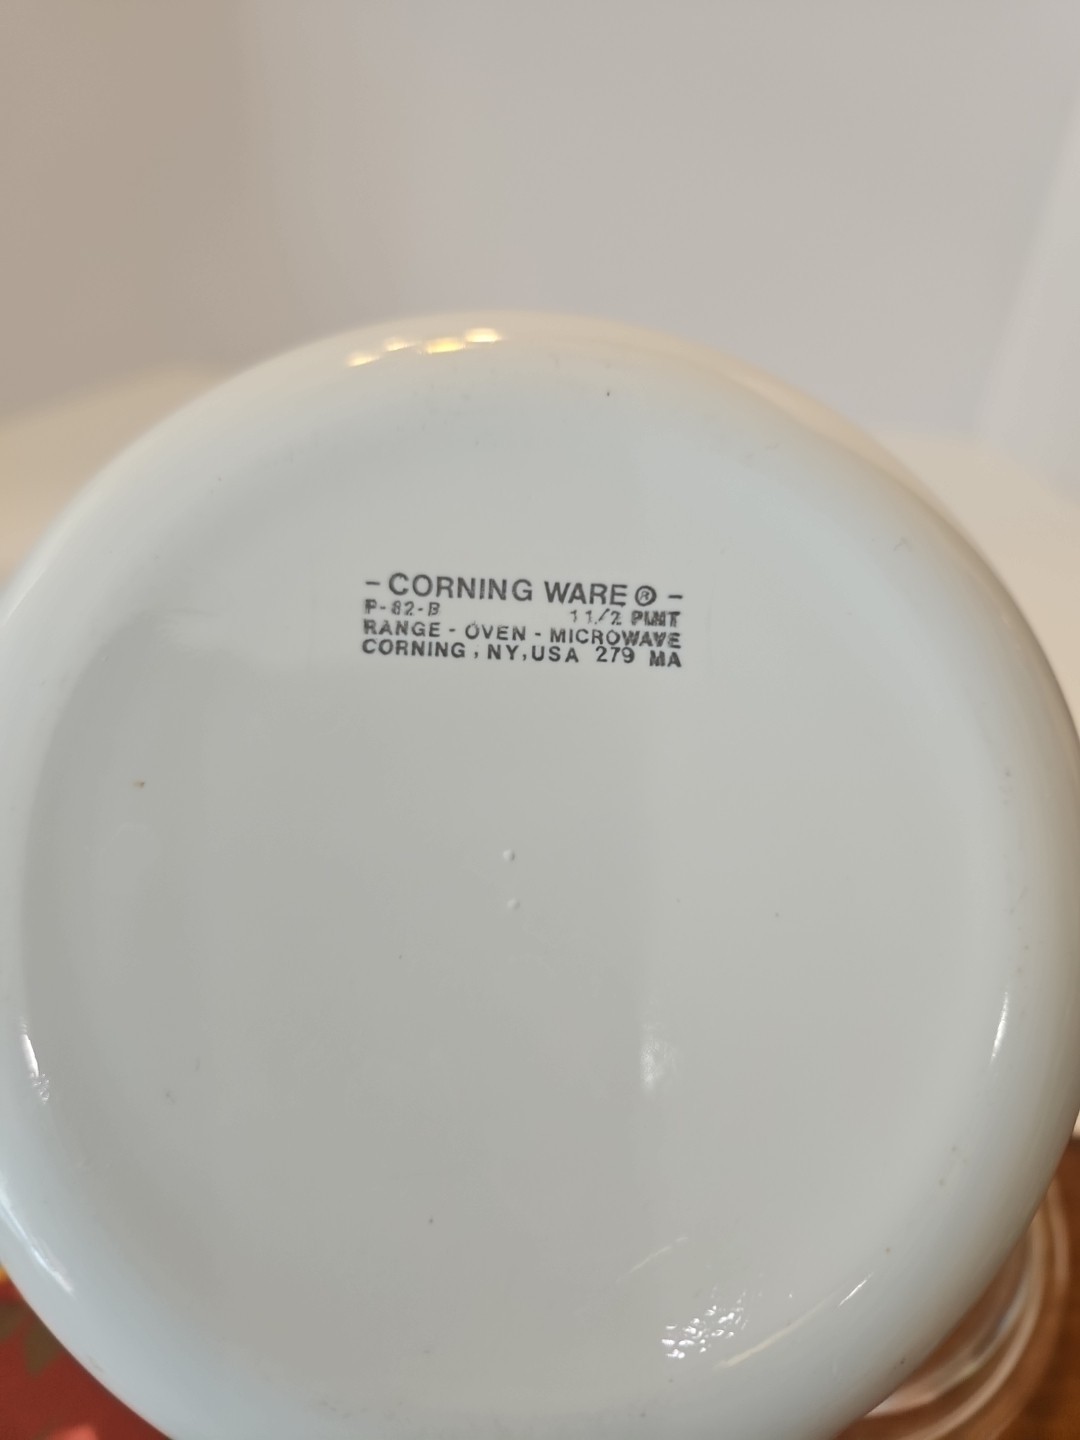 - CORNING WARE ® -
P-82-B 1 1/2 PINT
RANGE - OVEN - MICROWAVE
CORNING, NY, USA 279 MA